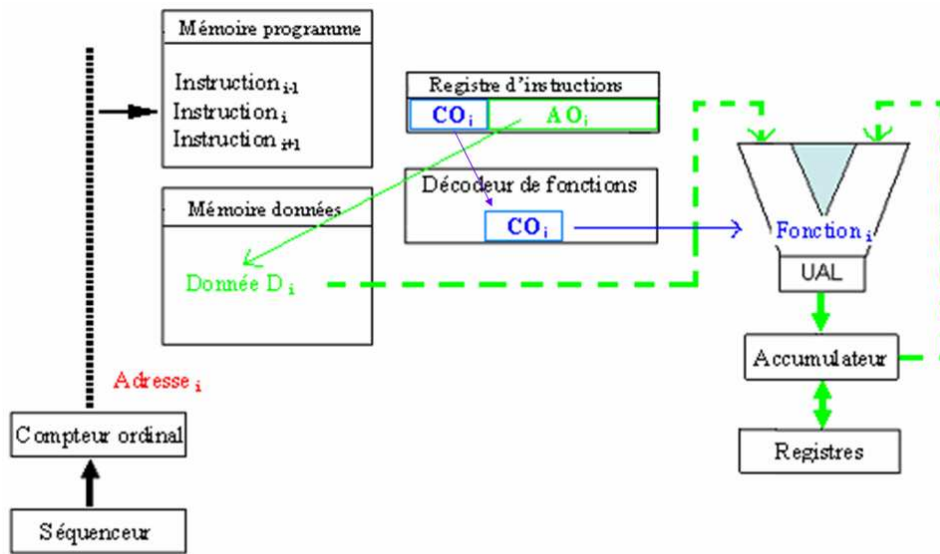 Mémoire programme
Instruction i-1
Instruction i
Instruction i+1
Registre d'instructions
CO i
AO i
Mémoire données
Donnée D i
Décodeur de fonctions
CO i
Fonction i
UAL
Accumulateur
Registres
Adresse i
Compteur ordinal
Séquenceur